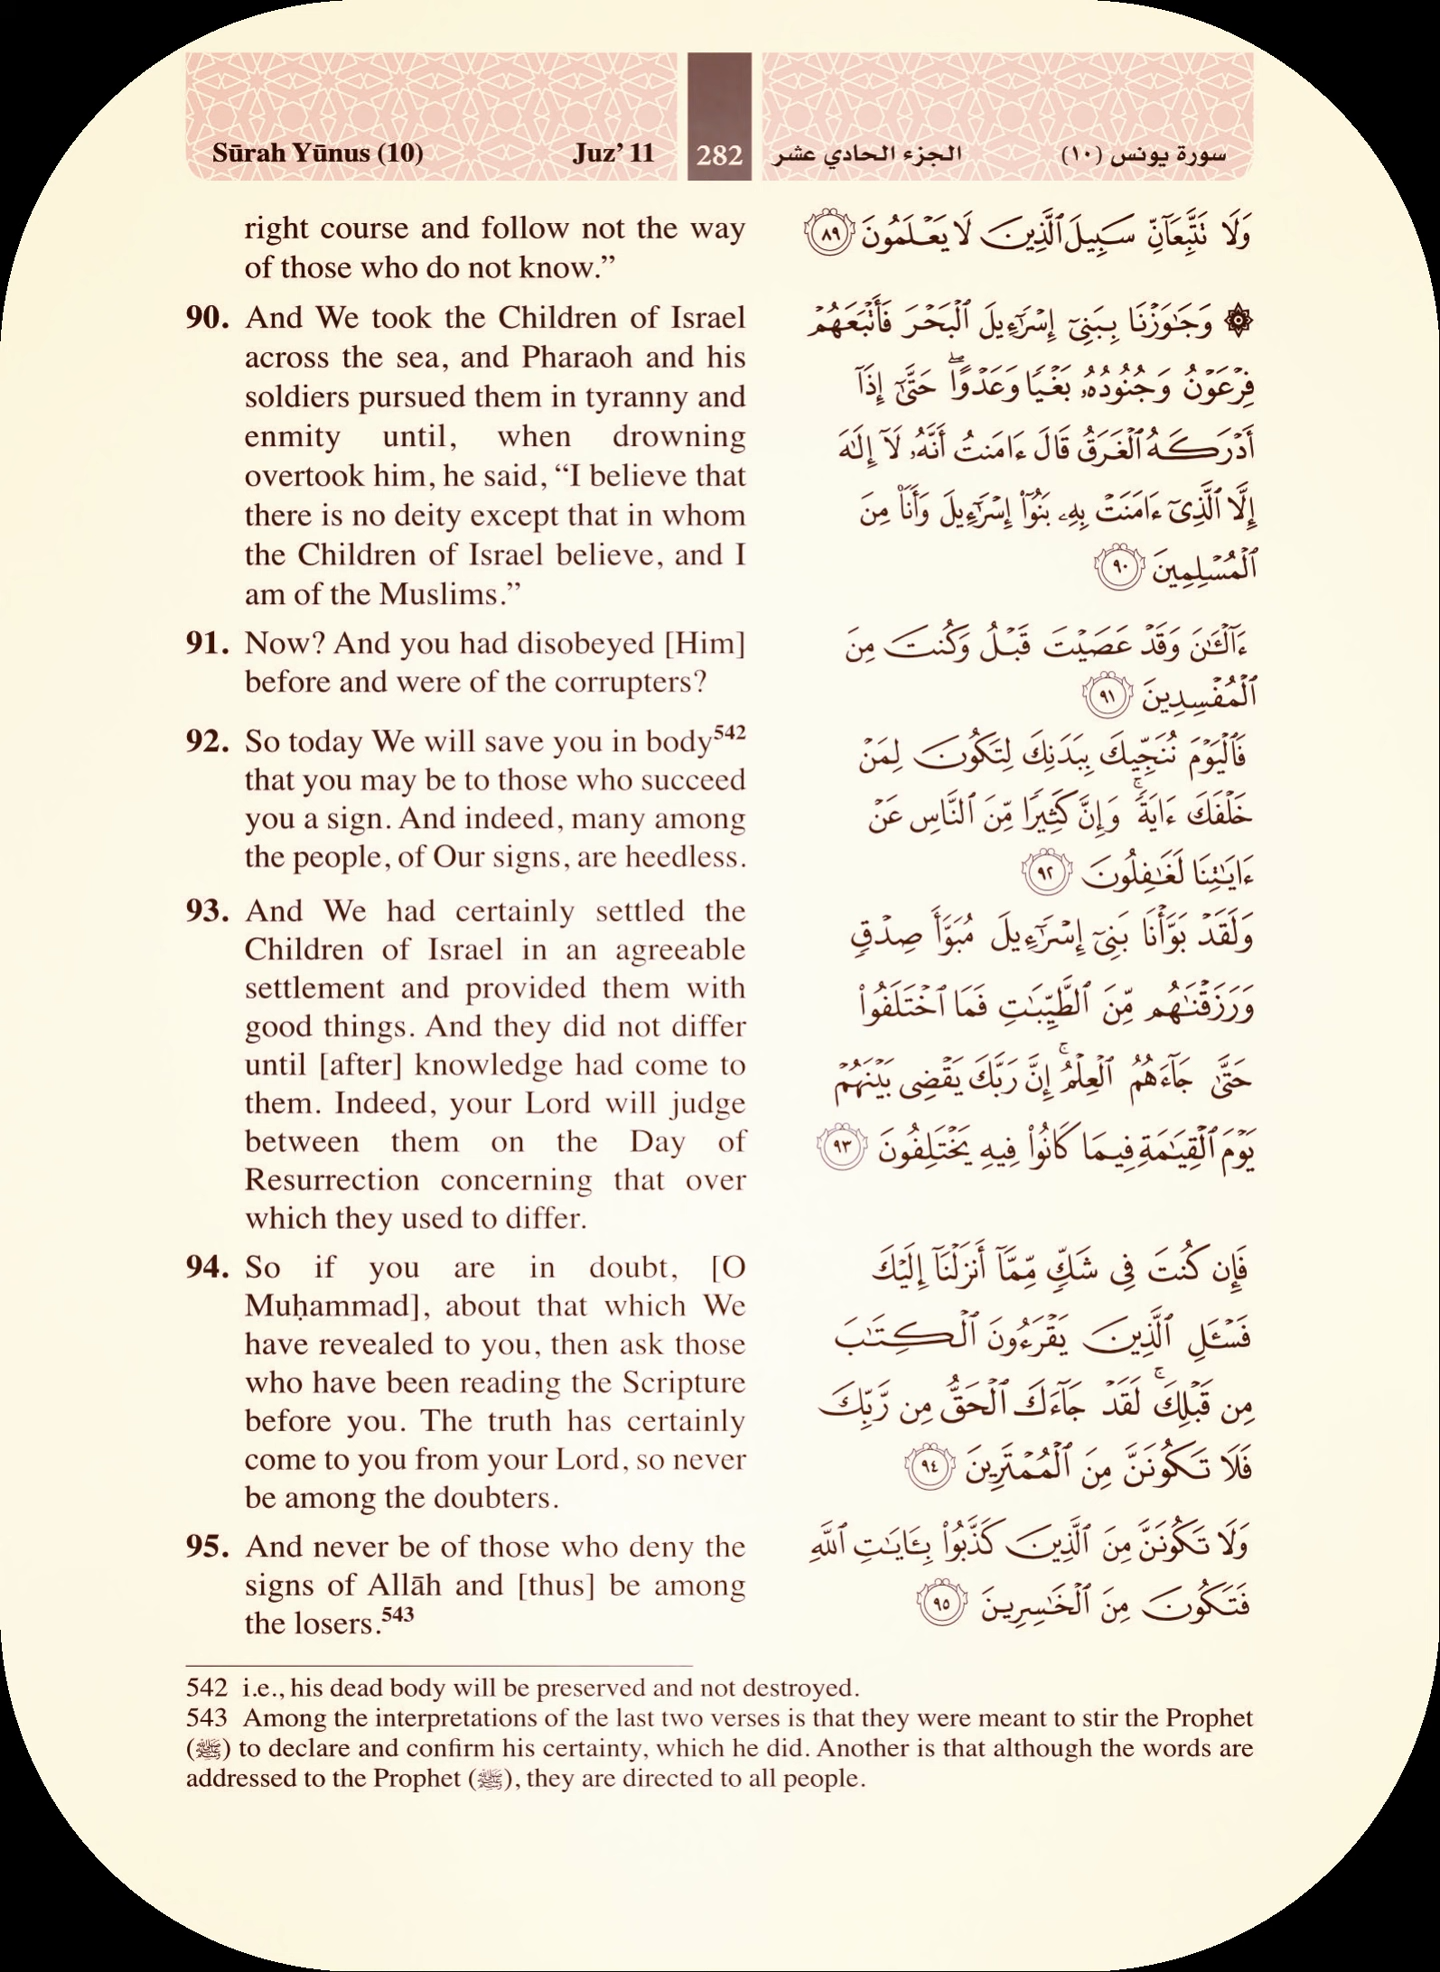 Sūrah Yūnus (10) Juz’ 11 282 الجزء الحادي عشر سورة يونس (١٠)
right course and follow not the way
of those who do not know.”
90. And We took the Children of Israel
across the sea, and Pharaoh and his
soldiers pursued them in tyranny and
enmity until, when drowning
overtook him, he said, “I believe that
there is no deity except that in whom
the Children of Israel believe, and I
am of the Muslims.”
91. Now? And you had disobeyed [Him]
before and were of the corrupters?
92. So today We will save you in body542
that you may be to those who succeed
you a sign. And indeed, many among
the people, of Our signs, are heedless.
93. And We had certainly settled the
Children of Israel in an agreeable
settlement and provided them with
good things. And they did not differ
until [after] knowledge had come to
them. Indeed, your Lord will judge
between them on the Day of
Resurrection concerning that over
which they used to differ.
94. So if you are in doubt, [O
Muḥammad], about that which We
have revealed to you, then ask those
who have been reading the Scripture
before you. The truth has certainly
come to you from your Lord, so never
be among the doubters.
95. And never be of those who deny the
signs of Allāh and [thus] be among
the losers.543
وَلَا تَتَّبِعَآنِّ سَبِيلَ ٱلَّذِينَ لَا يَعۡلَمُونَ ٨٩
۞ وَجَٰوَزۡنَا بِبَنِيٓ إِسۡرَٰٓءِيلَ ٱلۡبَحۡرَ فَأَتۡبَعَهُمۡ
فِرۡعَوۡنُ وَجُنُودُهُۥ بَغۡيٗا وَعَدۡوًاۖ حَتَّىٰٓ إِذَآ
أَدۡرَكَهُ ٱلۡغَرَقُ قَالَ ءَامَنتُ أَنَّهُۥ لَآ إِلَٰهَ
إِلَّا ٱلَّذِيٓ ءَامَنَتۡ بِهِۦ بَنُوٓاْ إِسۡرَٰٓءِيلَ وَأَنَا۠ مِنَ
ٱلۡمُسۡلِمِينَ ٩٠
ءَآلۡـَٰٔنَ وَقَدۡ عَصَيۡتَ قَبۡلُ وَكُنتَ مِنَ
ٱلۡمُفۡسِدِينَ ٩١
فَٱلۡيَوۡمَ نُنَجِّيكَ بِبَدَنِكَ لِتَكُونَ لِمَنۡ
خَلۡفَكَ ءَايَةٗۚ وَإِنَّ كَثِيرٗا مِّنَ ٱلنَّاسِ عَنۡ
ءَايَٰتِنَا لَغَٰفِلُونَ ٩٢
وَلَقَدۡ بَوَّأۡنَا بَنِيٓ إِسۡرَٰٓءِيلَ مُبَوَّأَ صِدۡقٖ
وَرَزَقۡنَٰهُم مِّنَ ٱلطَّيِّبَٰتِ فَمَا ٱخۡتَلَفُواْ
حَتَّىٰ جَآءَهُمُ ٱلۡعِلۡمُۚ إِنَّ رَبَّكَ يَقۡضِي بَيۡنَهُمۡ
يَوۡمَ ٱلۡقِيَٰمَةِ فِيمَا كَانُواْ فِيهِ يَخۡتَلِفُونَ ٩٣
فَإِن كُنتَ فِي شَكّٖ مِّمَّآ أَنزَلۡنَآ إِلَيۡكَ
فَسۡـَٔلِ ٱلَّذِينَ يَقۡرَءُونَ ٱلۡكِتَٰبَ
مِن قَبۡلِكَۚ لَقَدۡ جَآءَكَ ٱلۡحَقُّ مِن رَّبِّكَ
فَلَا تَكُونَنَّ مِنَ ٱلۡمُمۡتَرِينَ ٩٤
وَلَا تَكُونَنَّ مِنَ ٱلَّذِينَ كَذَّبُواْ بِـَٔايَٰتِ ٱللَّهِ
فَتَكُونَ مِنَ ٱلۡخَٰسِرِينَ ٩٥
542 i.e., his dead body will be preserved and not destroyed.
543 Among the interpretations of the last two verses is that they were meant to stir the Prophet
(ﷺ) to declare and confirm his certainty, which he did. Another is that although the words are
addressed to the Prophet (ﷺ), they are directed to all people.